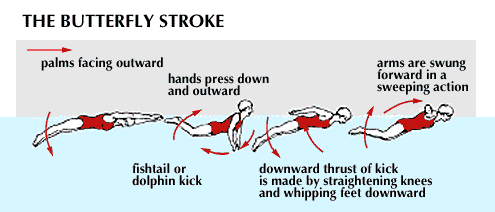 THE BUTTERFLY STROKE
palms facing outward
hands press down
and outward
arms are swung
forward in a
sweeping action
fishtail or
dolphin kick
downward thrust of kick
is made by straightening knees
and whipping feet downward